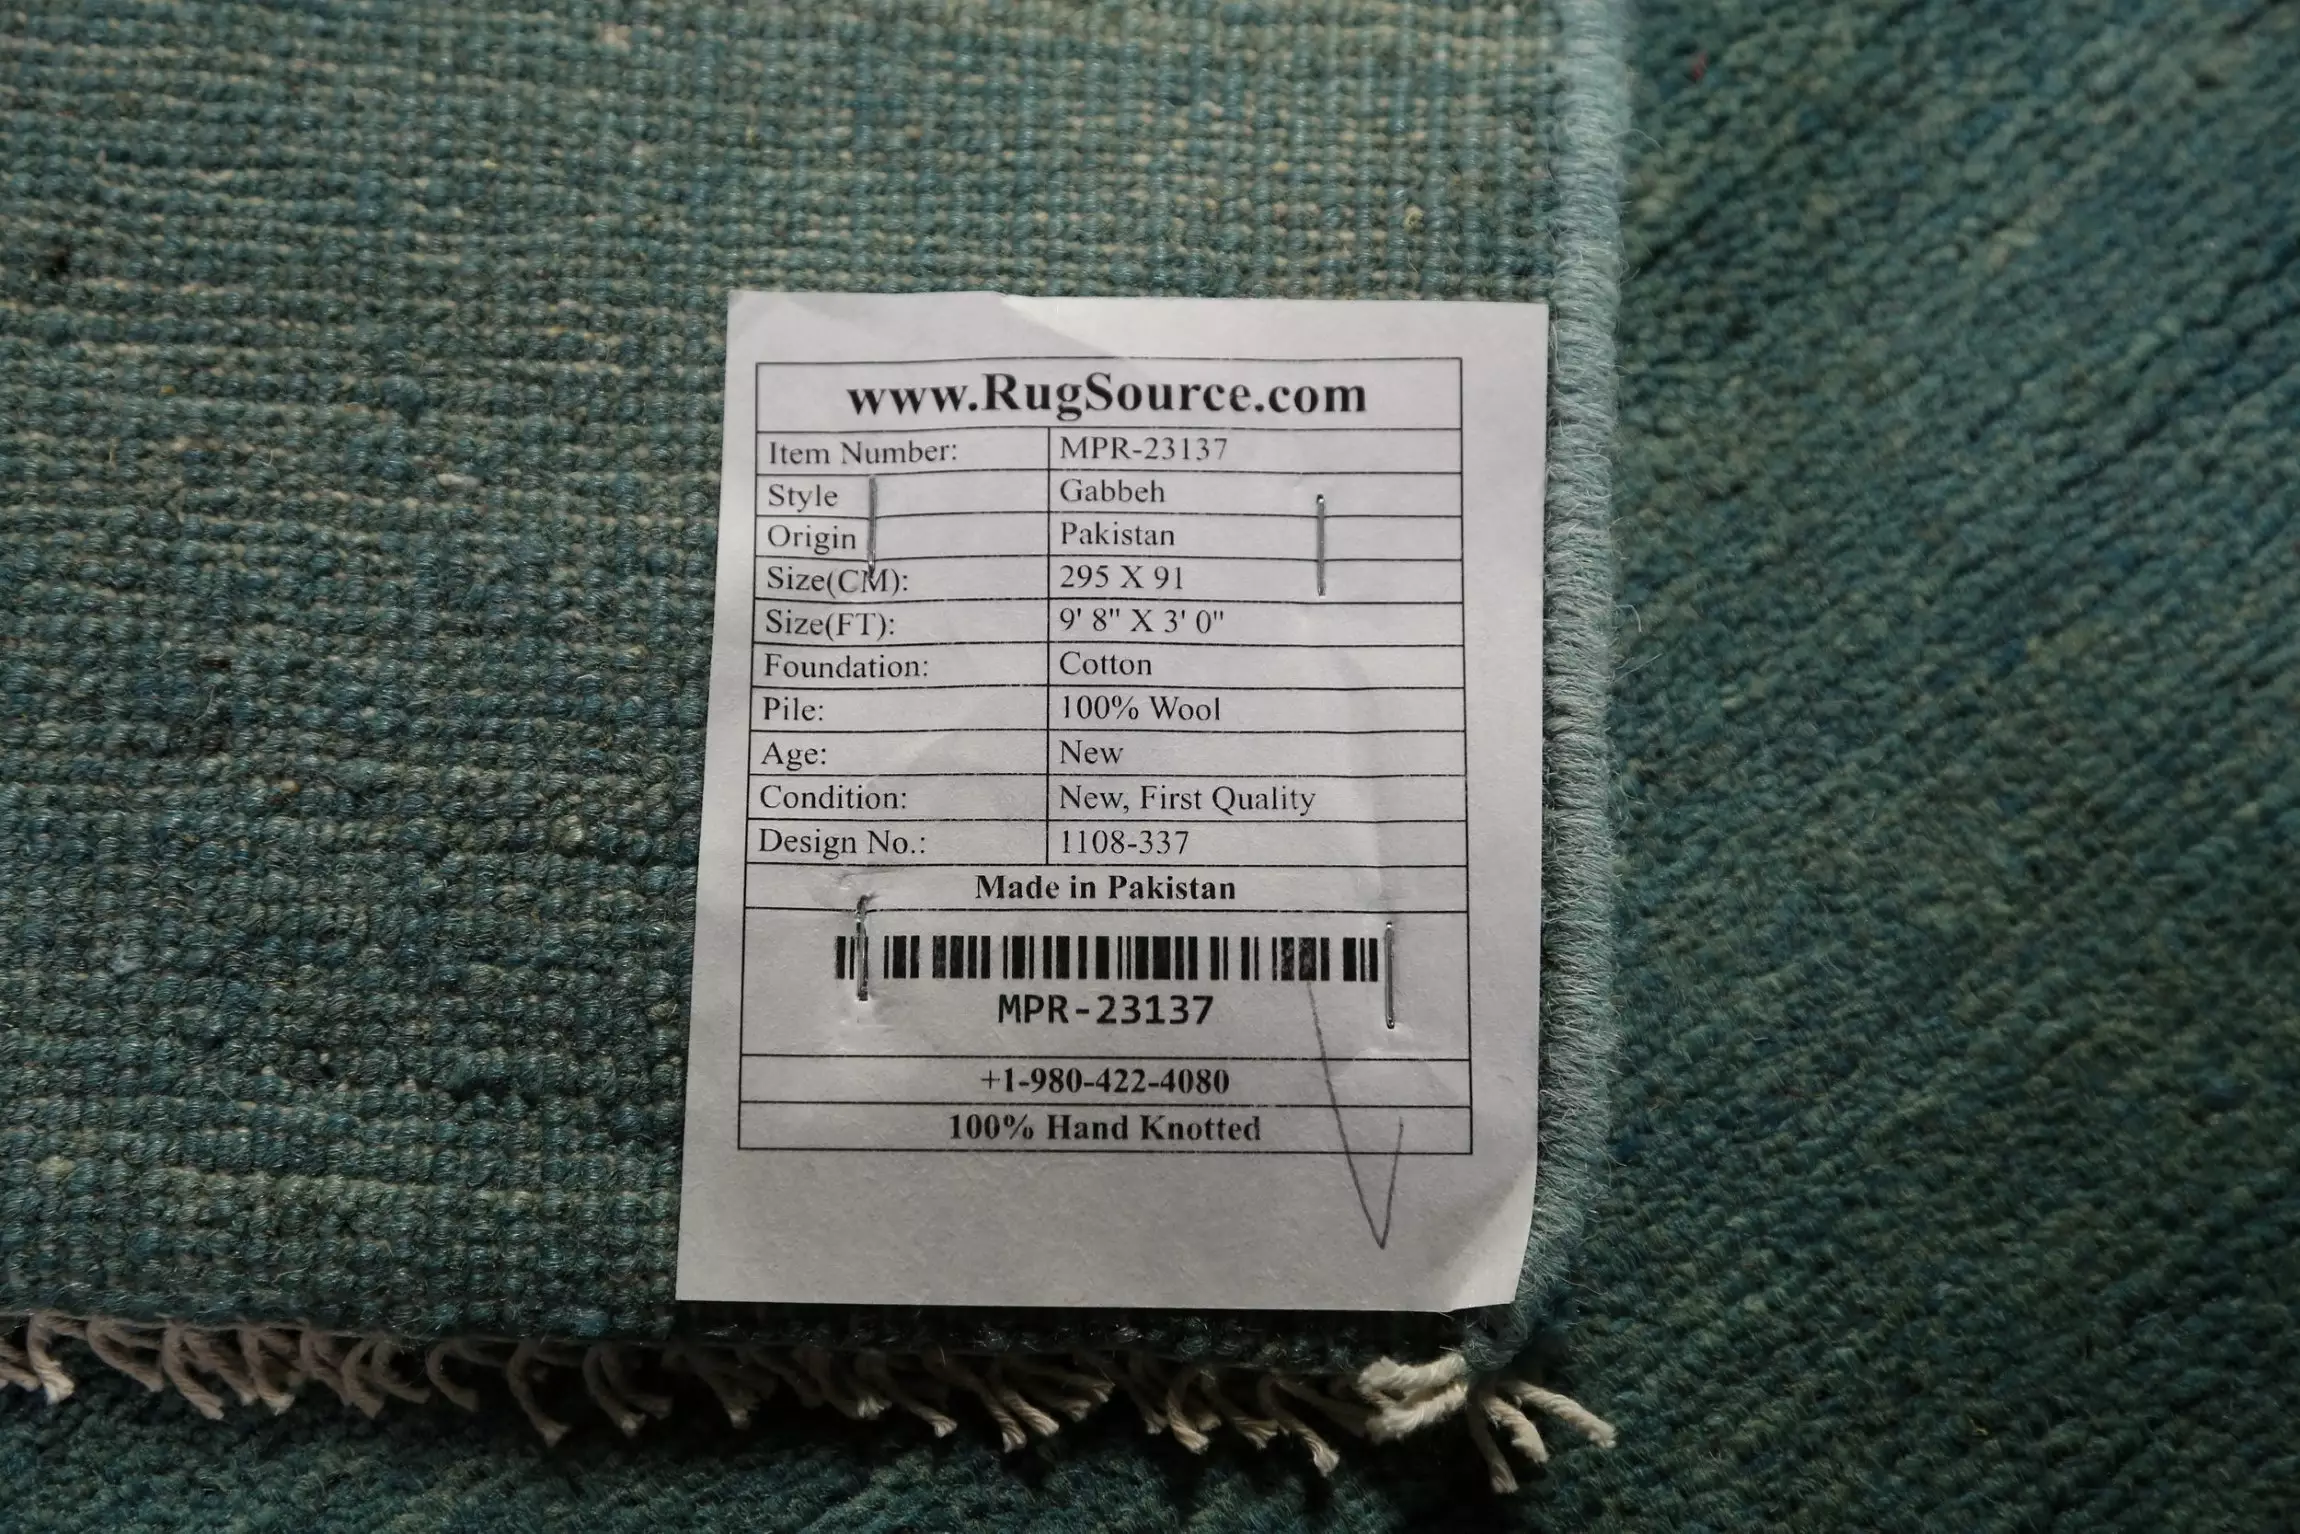 www.RugSource.com
Item Number: MPR-23137
Style Gabbeh
Origin Pakistan
Size(CM): 295 X 91
Size(FT): 9' 8" X 3' 0"
Foundation: Cotton
Pile: 100% Wool
Age: New
Condition: New, First Quality
Design No.: 1108-337
Made in Pakistan
MPR-23137
+1-980-422-4080
100% Hand Knotted